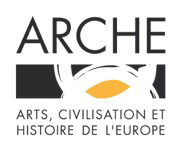 ARCHE
ARTS, CIVILISATION ET
HISTOIRE DE L'EUROPE